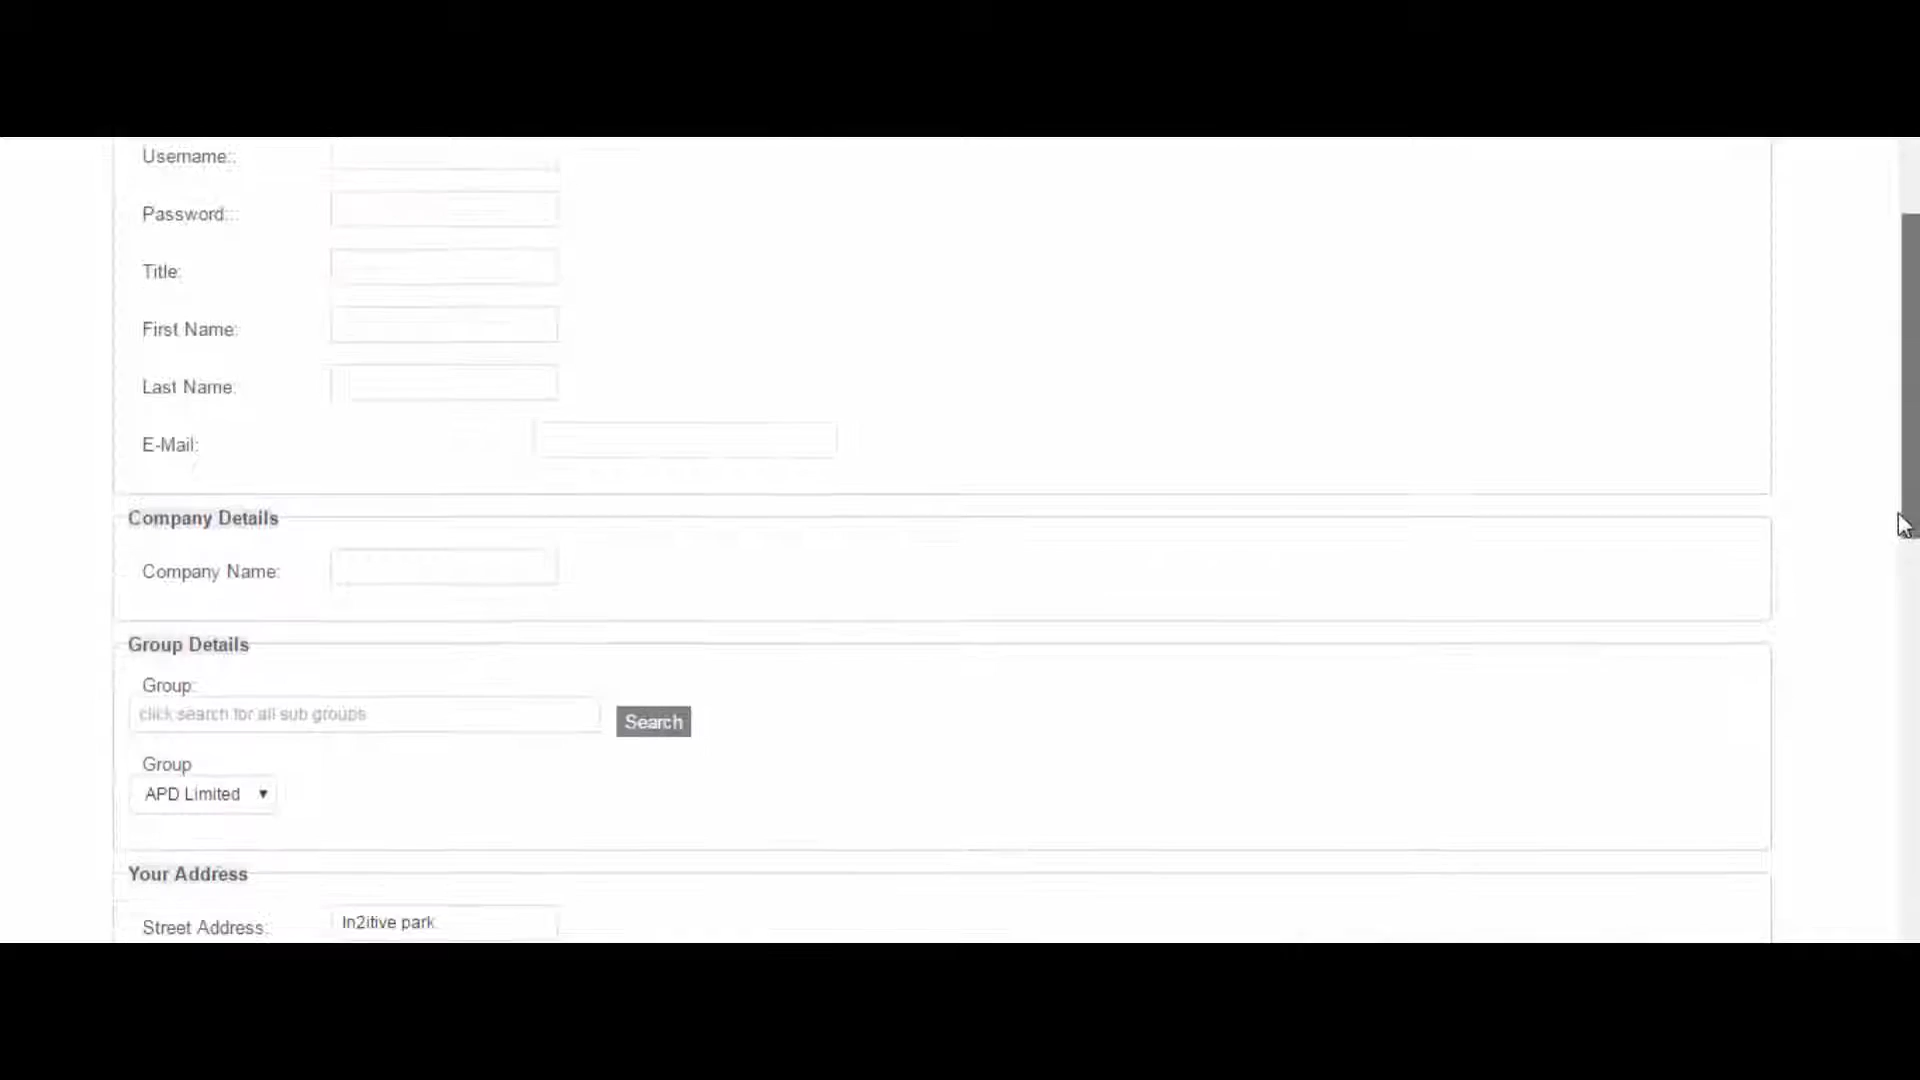 Username::
Password:::
Title:
First Name:
Last Name:
E-Mail:
Company Details
Company Name:
Group Details
Group:
click search for all sub groups
Search
Group
APD Limited
Your Address
Street Address: In2itive park